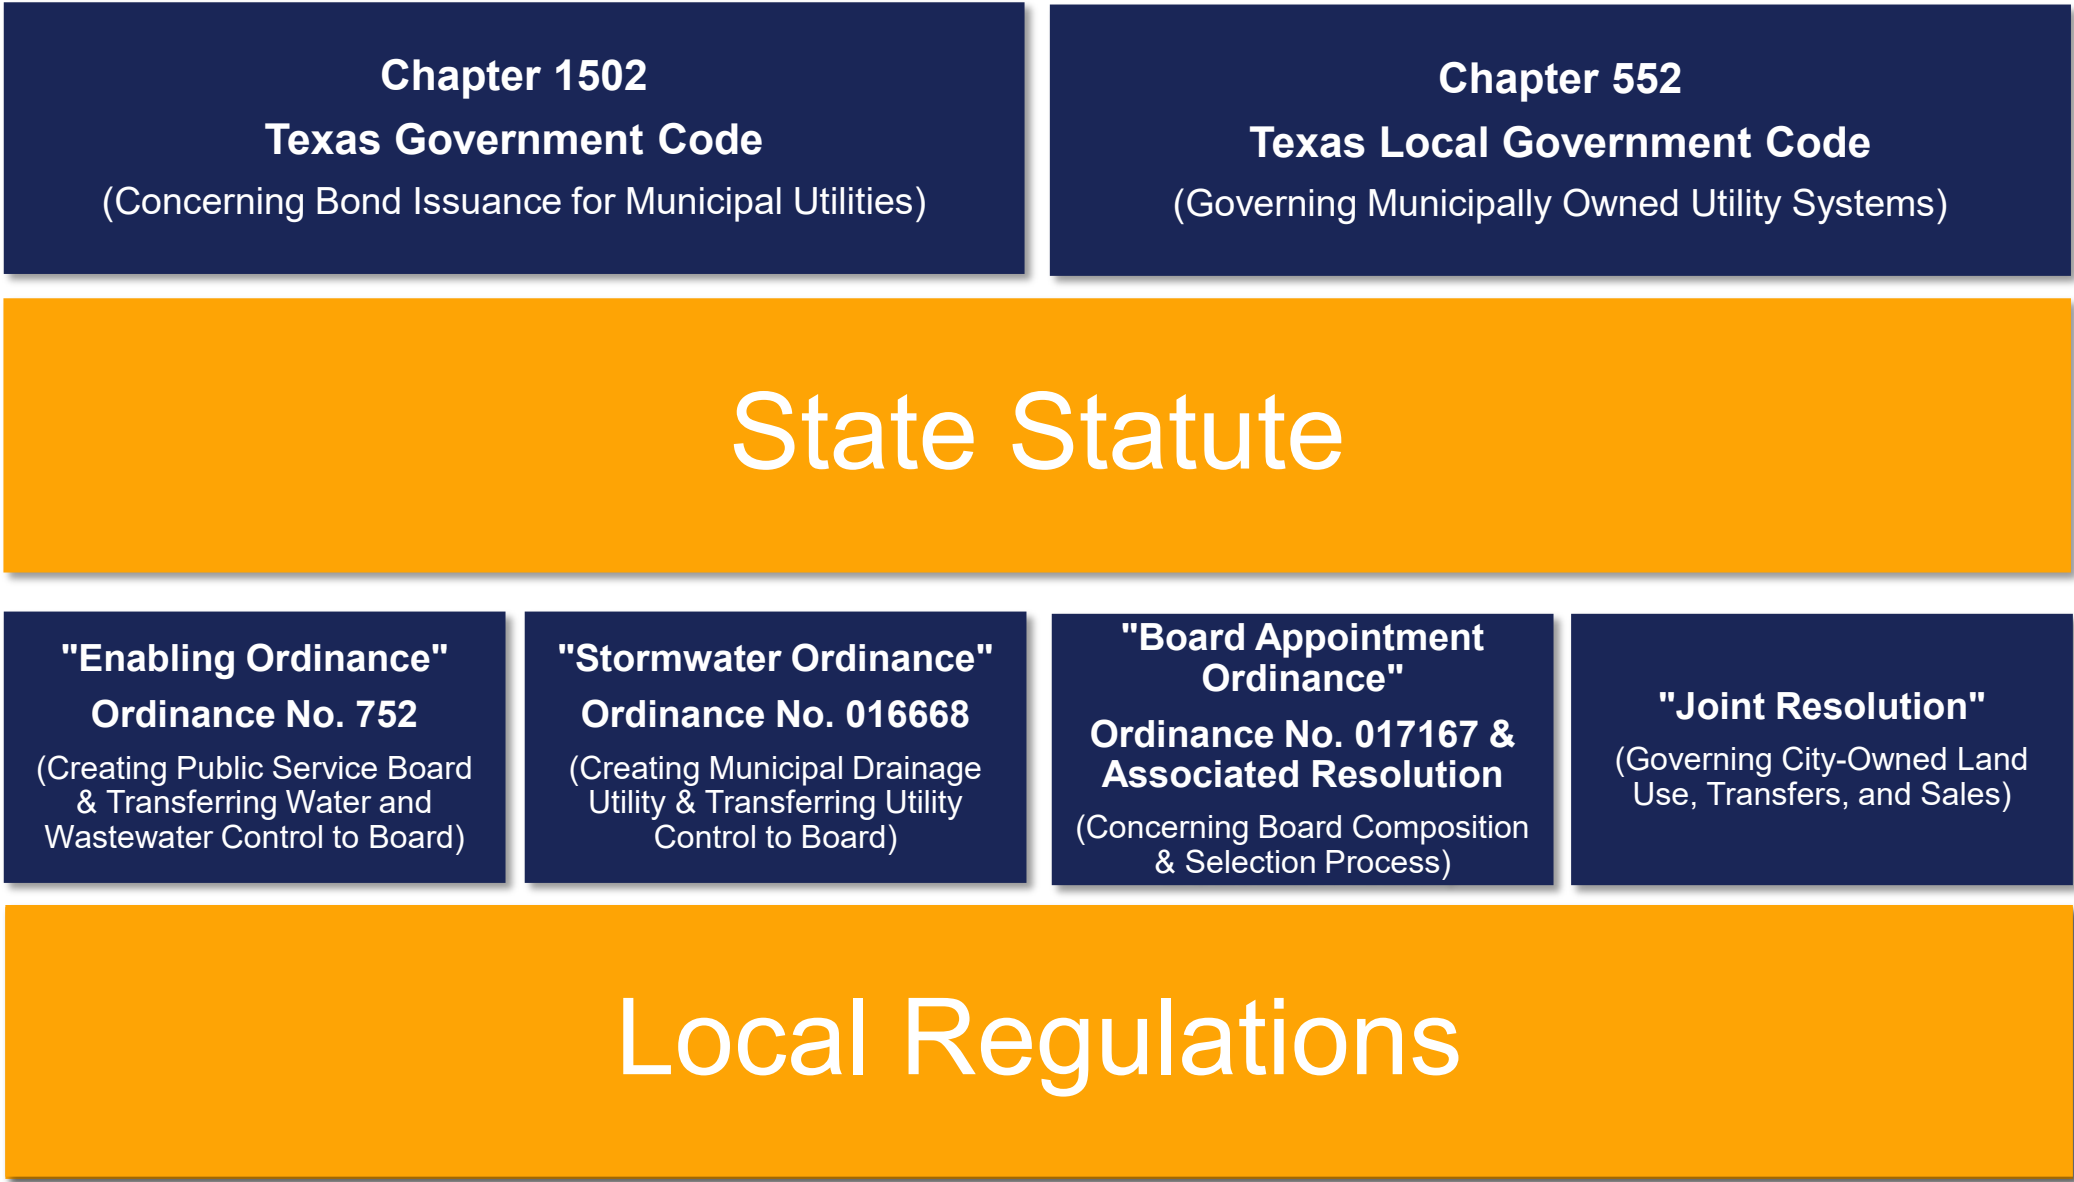 Chapter 1502
Texas Government Code
(Concerning Bond Issuance for Municipal Utilities)
Chapter 552
Texas Local Government Code
(Governing Municipally Owned Utility Systems)
State Statute
"Enabling Ordinance"
Ordinance No. 752
(Creating Public Service Board
& Transferring Water and
Wastewater Control to Board)
"Stormwater Ordinance"
Ordinance No. 016668
(Creating Municipal Drainage
Utility & Transferring Utility
Control to Board)
"Board Appointment
Ordinance"
Ordinance No. 017167 &
Associated Resolution
(Concerning Board Composition
& Selection Process)
"Joint Resolution"
(Governing City-Owned Land
Use, Transfers, and Sales)
Local Regulations